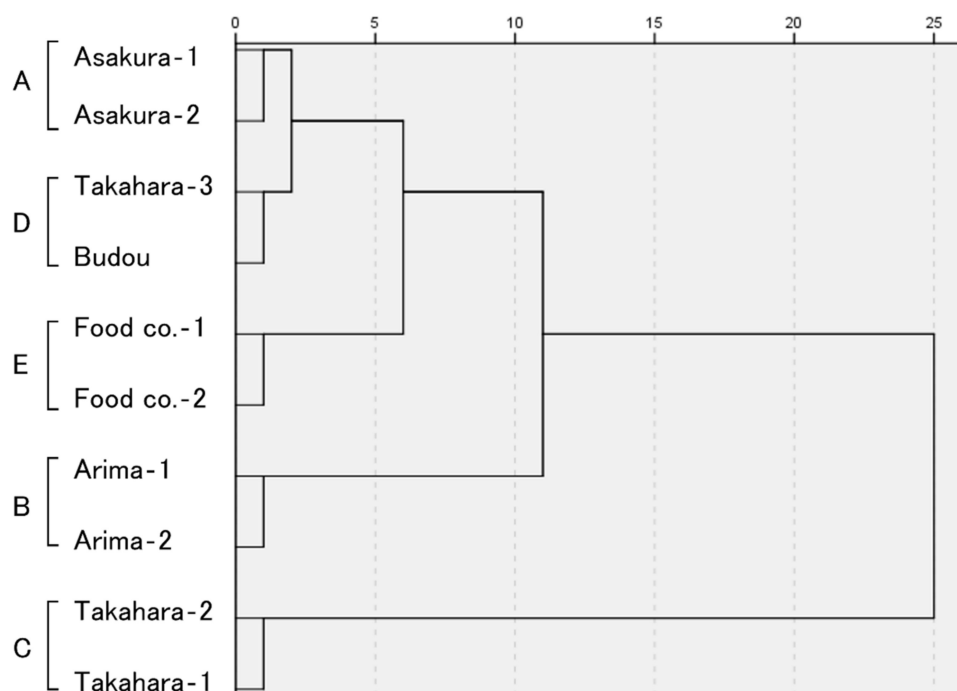 0 5 10 15 20 25
A
Asakura-1
Asakura-2
D
Takahara-3
Budou
E
Food co.-1
Food co.-2
B
Arima-1
Arima-2
C
Takahara-2
Takahara-1